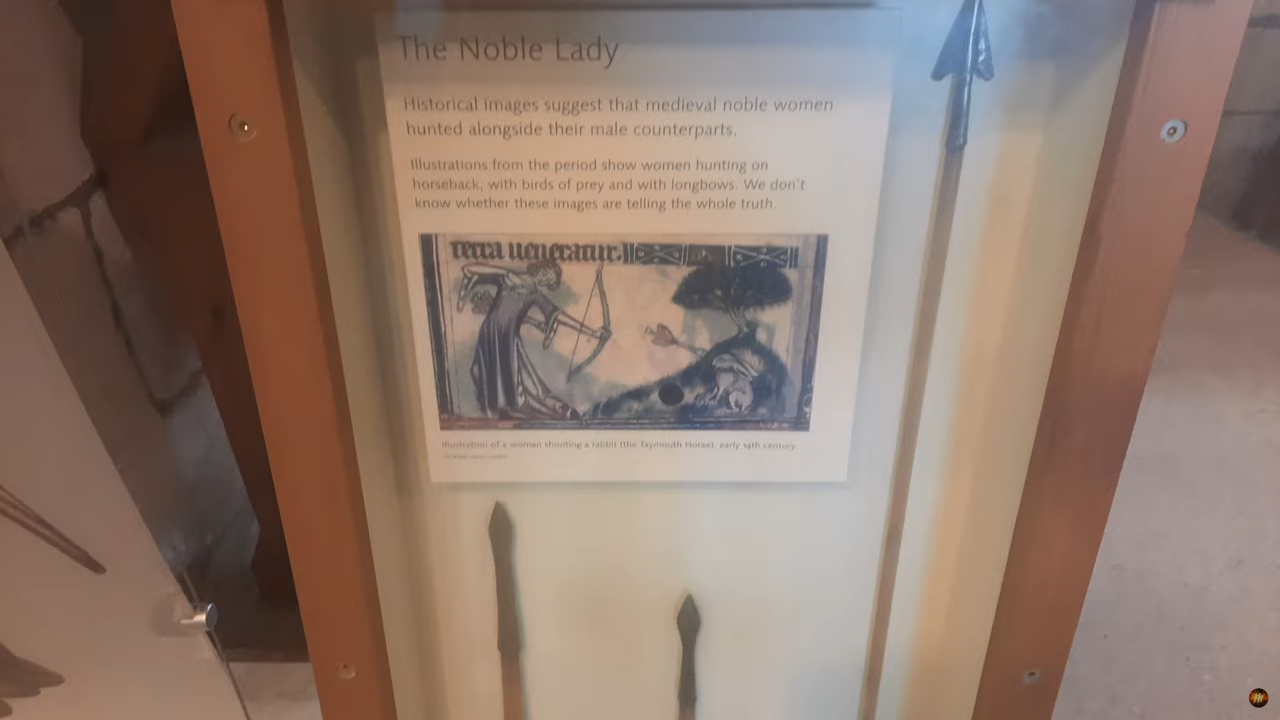 The Noble Lady
Historical images suggest that medieval noble women
hunted alongside their male counterparts.
Illustrations from the period show women hunting on
horseback, with birds of prey and with longbows. We don't
know whether these images are telling the whole truth.
terra ueneratur.
Illustration of a woman shooting a rabbit (the Taymouth Horae), early 14th century